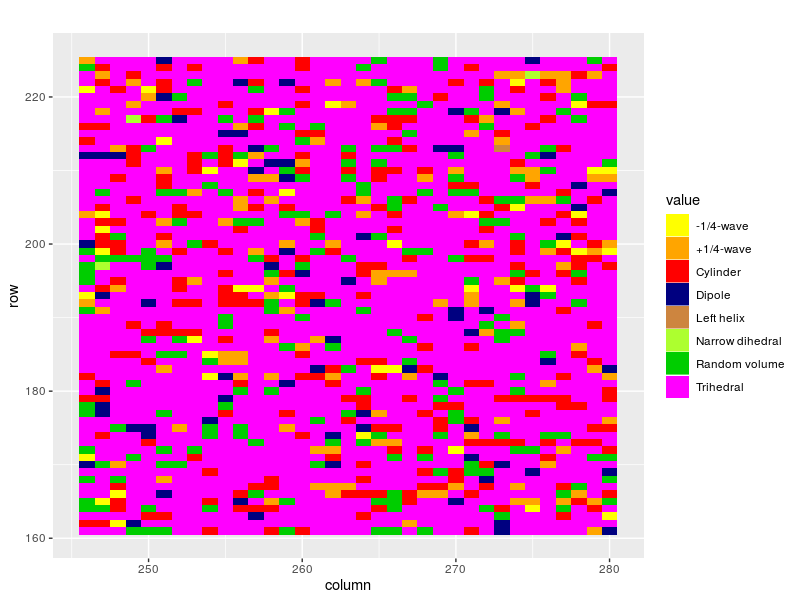 220
200
180
160
250
260
270
280
column
row
value
-1/4-wave
+1/4-wave
Cylinder
Dipole
Left helix
Narrow dihedral
Random volume
Trihedral